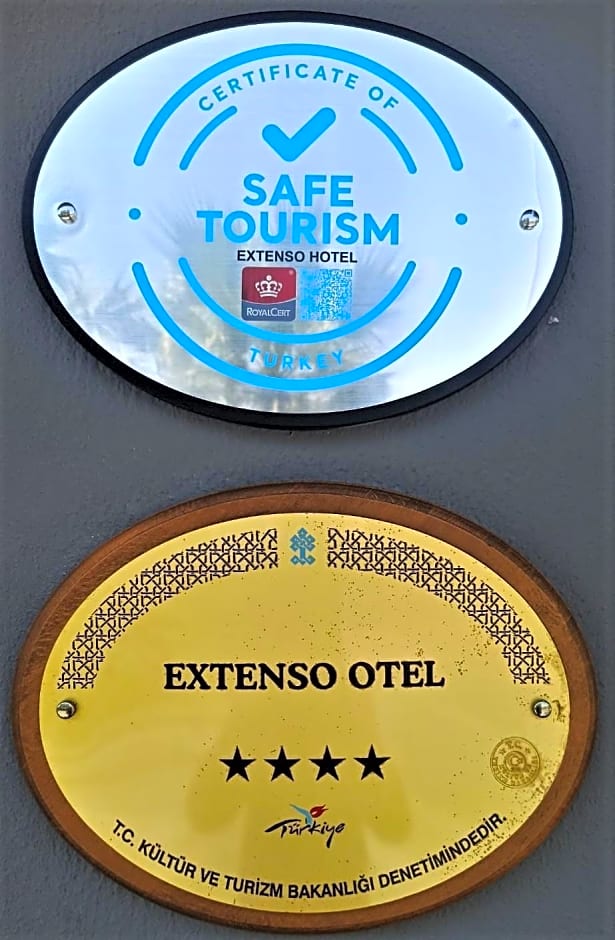 CERTIFICATE OF
SAFE
TOURISM
EXTENSO HOTEL
ROYALCERT
TURKEY
EXTENSO OTEL
T.C.
Türkiye
T.C. KÜLTÜR VE TURİZM BAKANLIĞI DENETİMİNDEDİR.